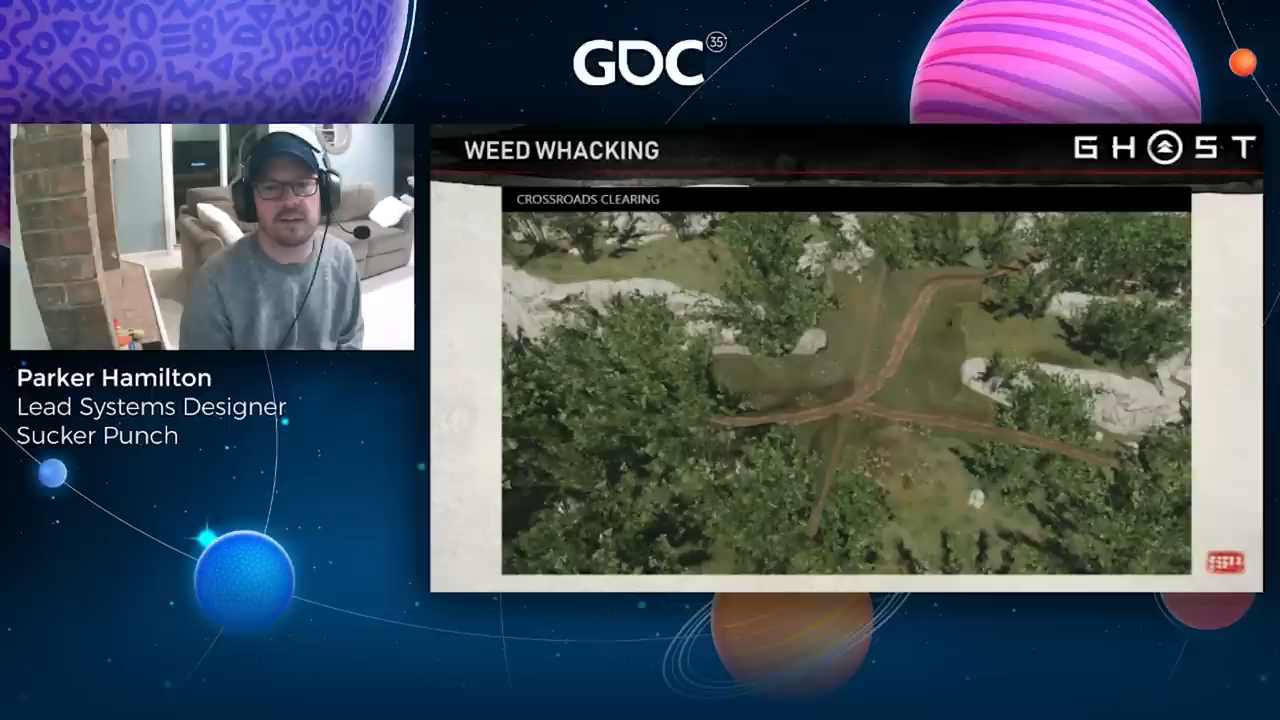 GDC 35
WEED WHACKING
GHOST
CROSSROADS CLEARING
Parker Hamilton
Lead Systems Designer
Sucker Punch